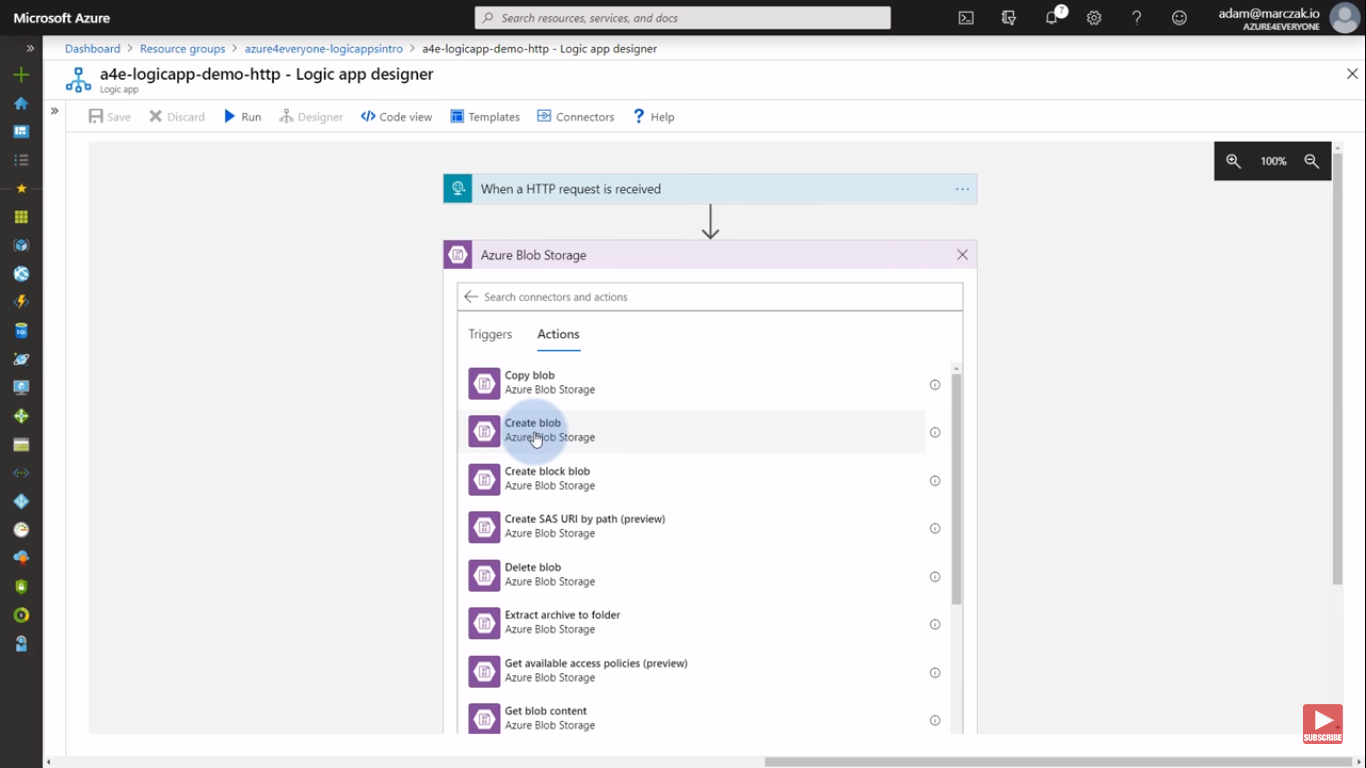 Microsoft Azure
Search resources, services, and docs
7
adam@marczak.io
AZURE4EVERYONE
Dashboard > Resource groups > azure4everyone-logicappsintro > a4e-logicapp-demo-http - Logic app designer
a4e-logicapp-demo-http - Logic app designer
Logic app
Save Discard Run Designer Code view Templates Connectors Help
100%
When a HTTP request is received
Azure Blob Storage
Search connectors and actions
Triggers Actions
Copy blob
Azure Blob Storage
Create blob
Azure Blob Storage
Create block blob
Azure Blob Storage
Create SAS URI by path (preview)
Azure Blob Storage
Delete blob
Azure Blob Storage
Extract archive to folder
Azure Blob Storage
Get available access policies (preview)
Azure Blob Storage
Get blob content
Azure Blob Storage
SUBSCRIBE